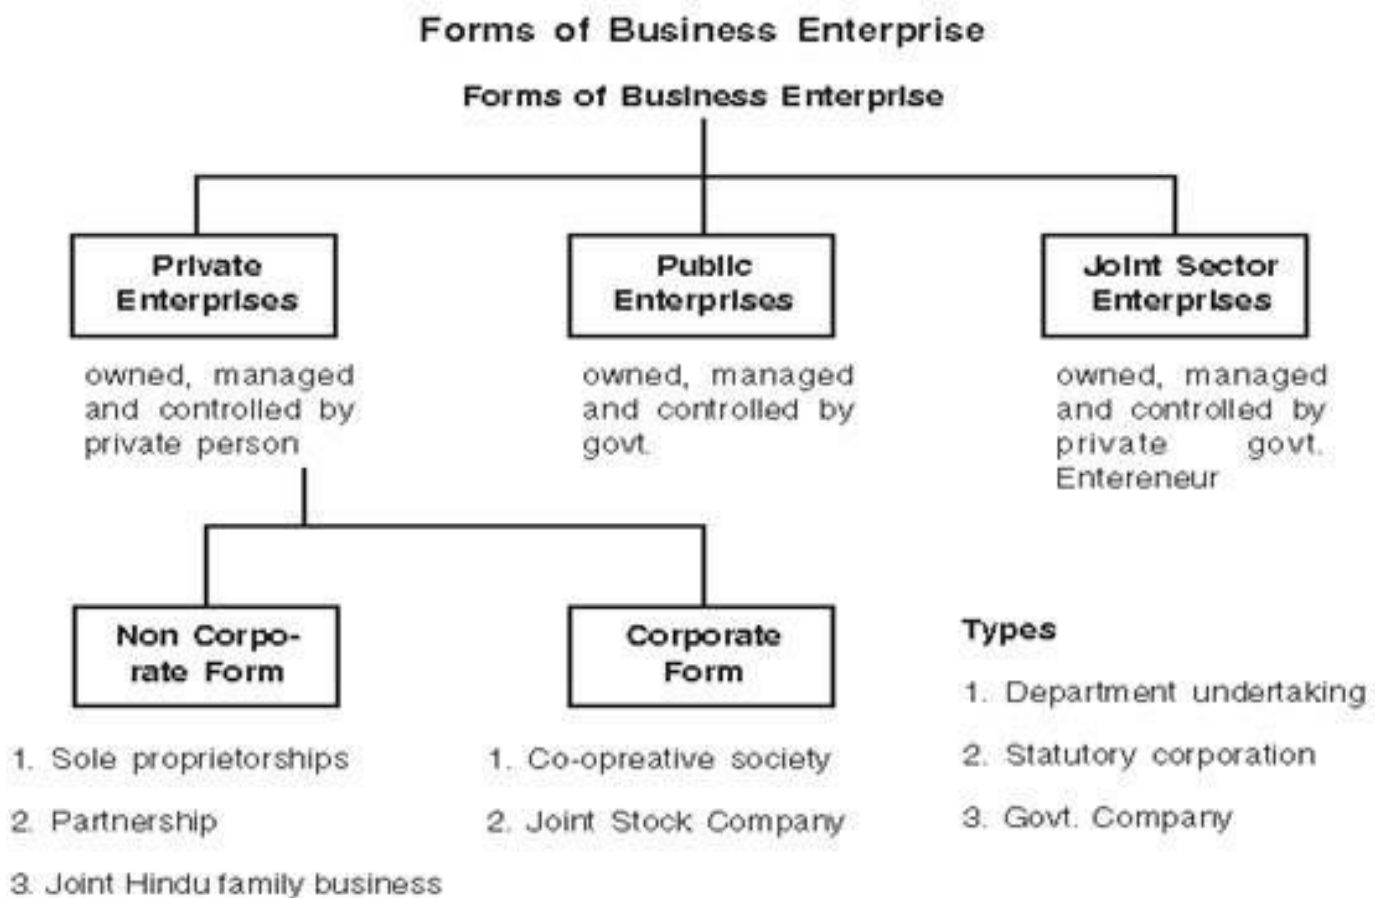 Forms of Business Enterprise
Forms of Business Enterprise
Private
Enterprises
owned, managed
and controlled by
private person
Public
Enterprises
owned, managed
and controlled by
govt.
Joint Sector
Enterprises
owned, managed
and controlled by
private govt.
Entereneur
Non Corpo-
rate Form
1. Sole proprietorships
2. Partnership
3. Joint Hindu family business
Corporate
Form
1. Co-opreative society
2. Joint Stock Company
Types
1. Department undertaking
2. Statutory corporation
3. Govt. Company